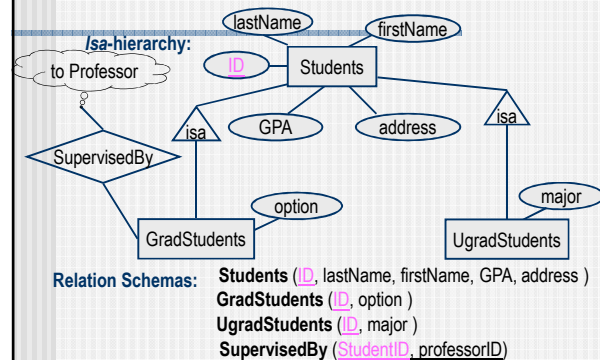 lastName
firstName
Isa-hierarchy:
to Professor
ID
Students
isa
GPA
address
isa
SupervisedBy
option
major
GradStudents
UgradStudents
Relation Schemas:
Students (ID, lastName, firstName, GPA, address )
GradStudents (ID, option )
UgradStudents (ID, major )
SupervisedBy (StudentID, professorID)